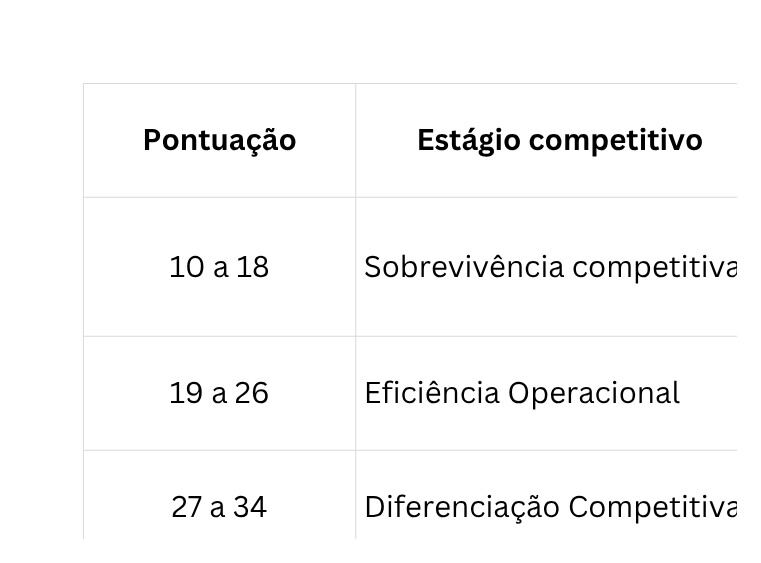 Pontuação Estágio competitivo
10 a 18 Sobrevivência competitiva
19 a 26 Eficiência Operacional
27 a 34 Diferenciação Competitiva